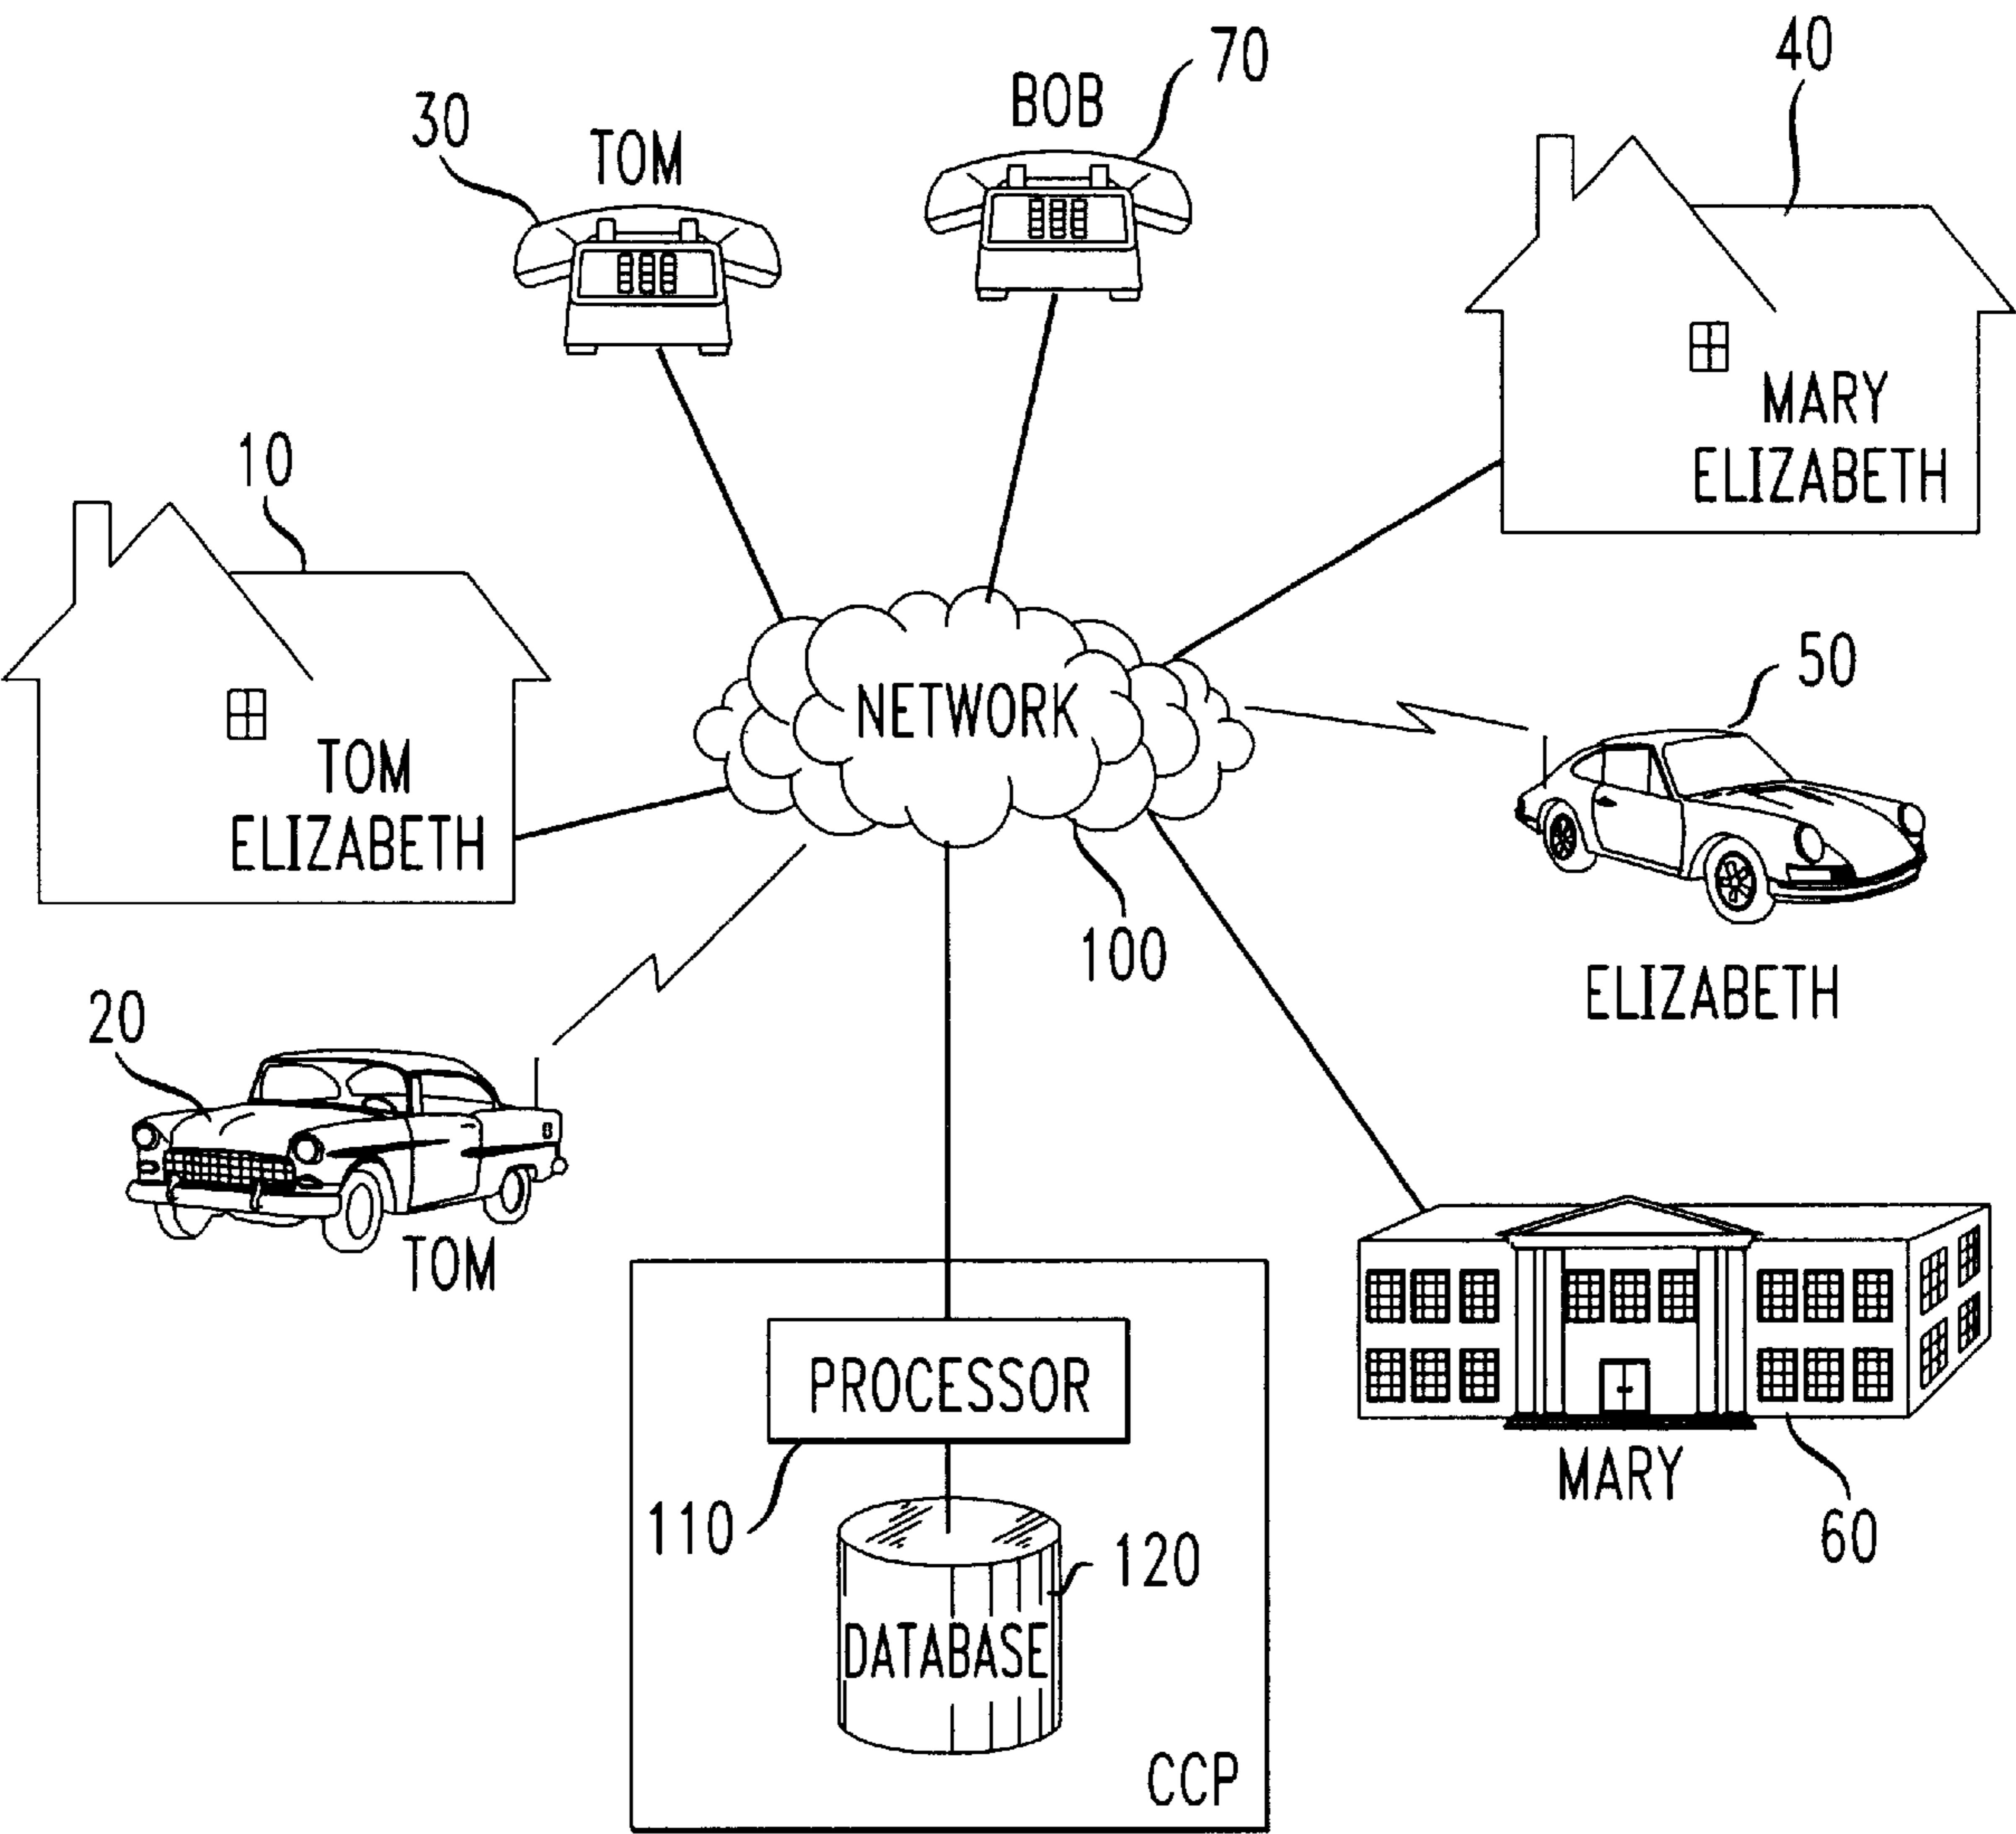 40
70
BOB
30
TOM
MARY
ELIZABETH
10
50
NETWORK
TOM
ELIZABETH
100
ELIZABETH
20
TOM
PROCESSOR
MARY
110
120
60
DATABASE
CCP